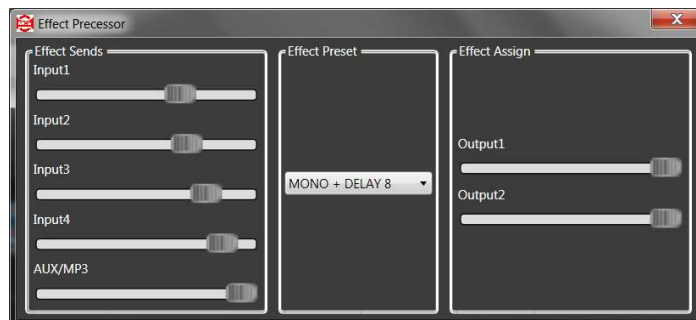 Effect Precessor
Effect Sends
Input1
Input2
Input3
Input4
AUX/MP3
Effect Preset
MONO + DELAY 8
Effect Assign
Output1
Output2